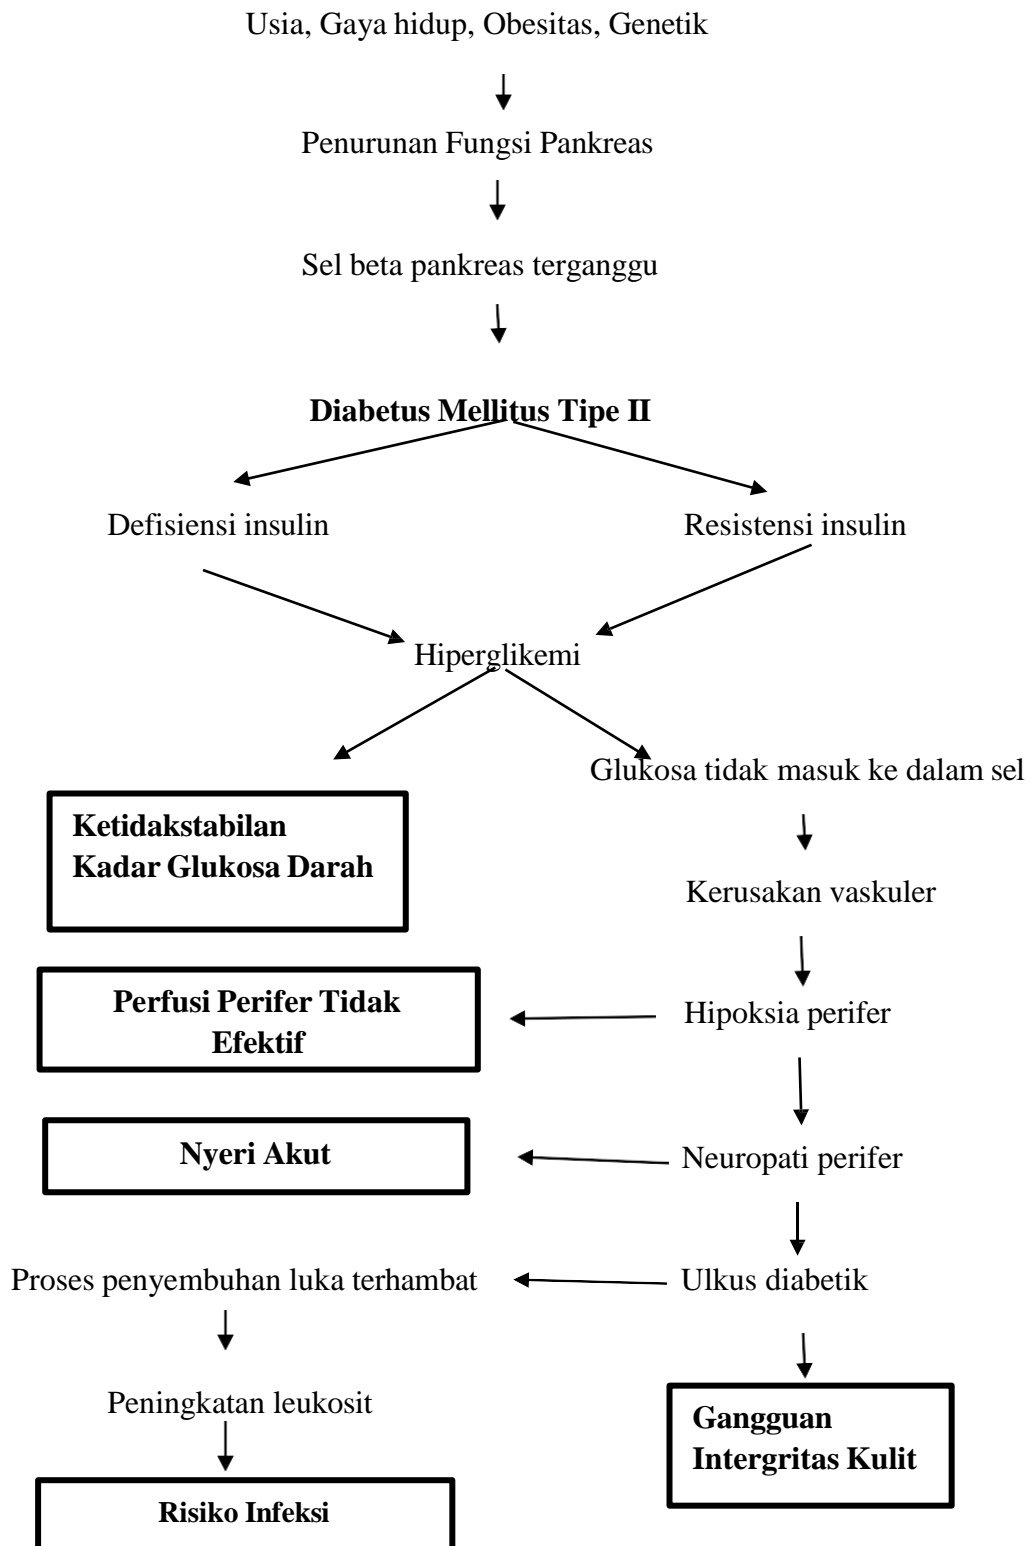 Usia, Gaya hidup, Obesitas, Genetik
Penurunan Fungsi Pankreas
Sel beta pankreas terganggu
Diabetus Mellitus Tipe II
Defisiensi insulin
Resistensi insulin
Hiperglikemi
Glukosa tidak masuk ke dalam sel
Ketidakstabilan
Kadar Glukosa Darah
Kerusakan vaskuler
Perfusi Perifer Tidak
Efektif
Hipoksia perifer
Nyeri Akut
Neuropati perifer
Proses penyembuhan luka terhambat
Ulkus diabetik
Peningkatan leukosit
Gangguan
Intergritas Kulit
Risiko Infeksi